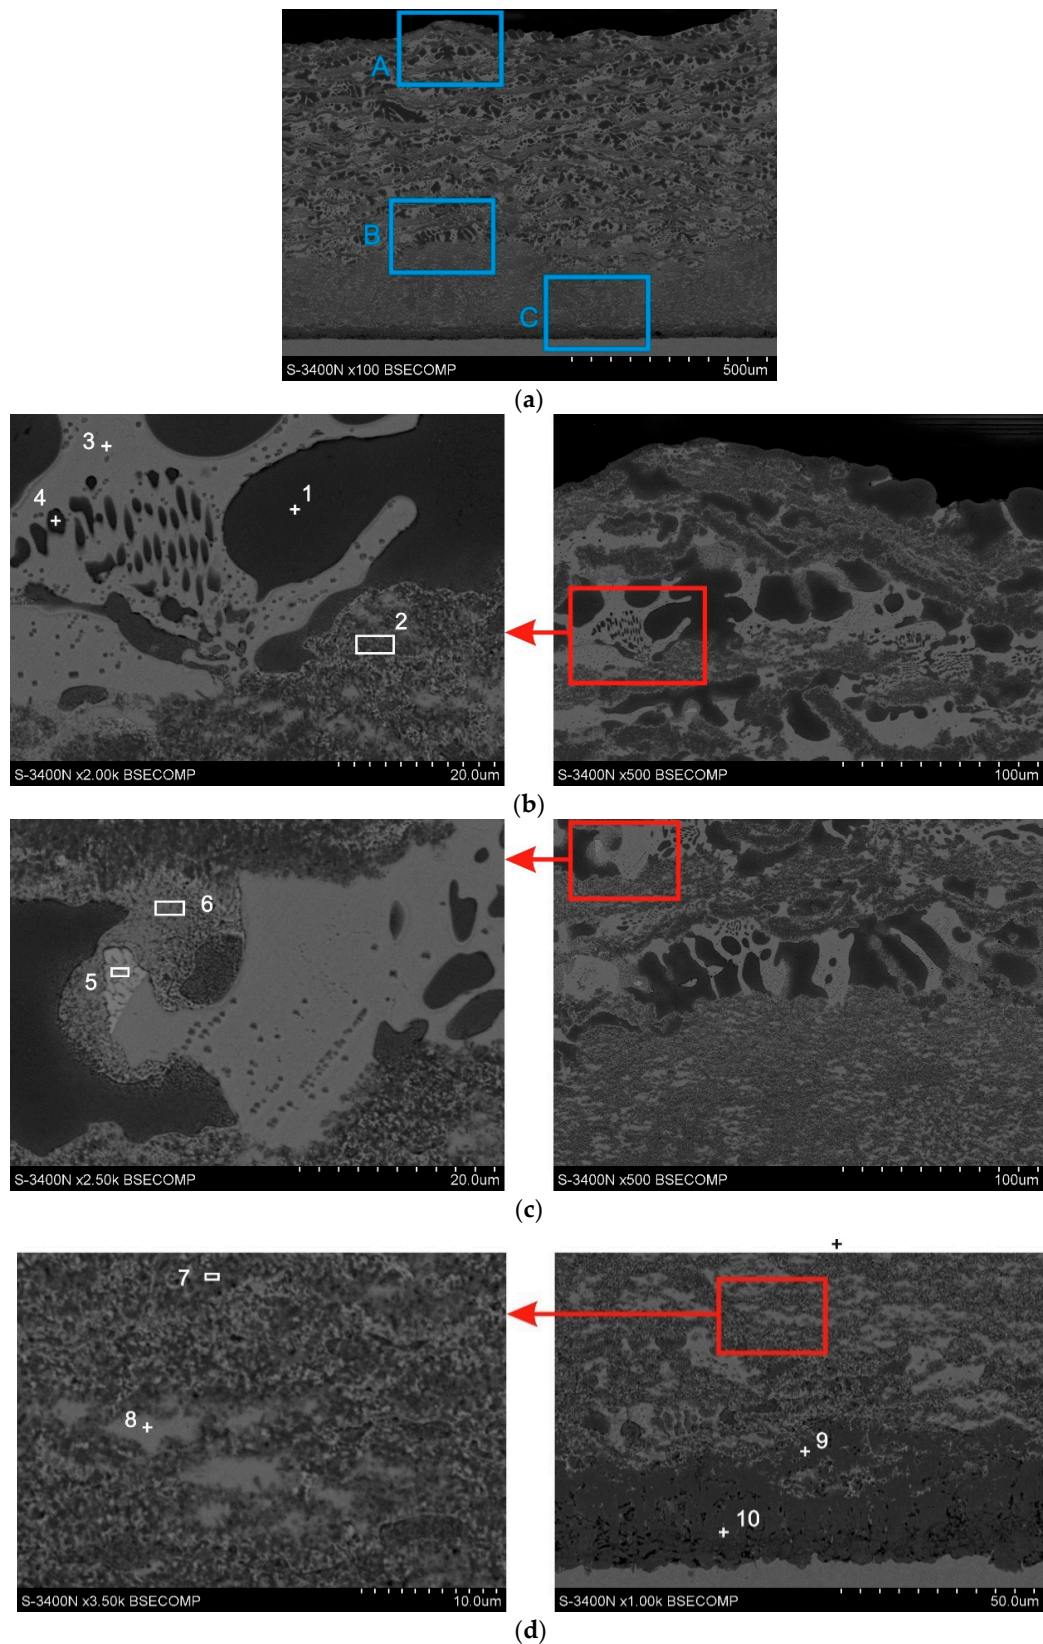 A
B
C
S-3400N x100 BSECOMP 500um
(a)
3
1
4
2
S-3400N x2.00k BSECOMP 20.0um
S-3400N x500 BSECOMP 100um
(b)
6
5
S-3400N x2.50k BSECOMP 20.0um
S-3400N x500 BSECOMP 100um
(c)
7
8
9
10
S-3400N x3.50k BSECOMP 10.0um
S-3400N x1.00k BSECOMP 50.0um
(d)